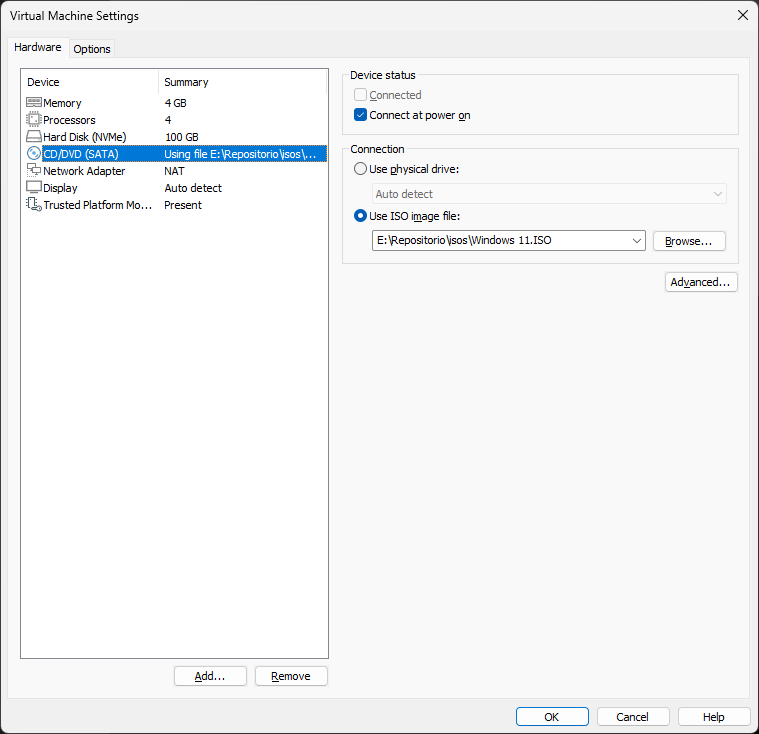 Virtual Machine Settings
Hardware Options
Device Summary
Memory 4 GB
Processors 4
Hard Disk (NVMe) 100 GB
CD/DVD (SATA) Using file E:\Repositorio\isos\...
Network Adapter NAT
Display Auto detect
Trusted Platform Mo... Present
Add... Remove
Device status
Connected
Connect at power on
Connection
Use physical drive:
Auto detect
Use ISO image file:
E:\Repositorio\isos\Windows 11.ISO Browse...
Advanced...
OK Cancel Help